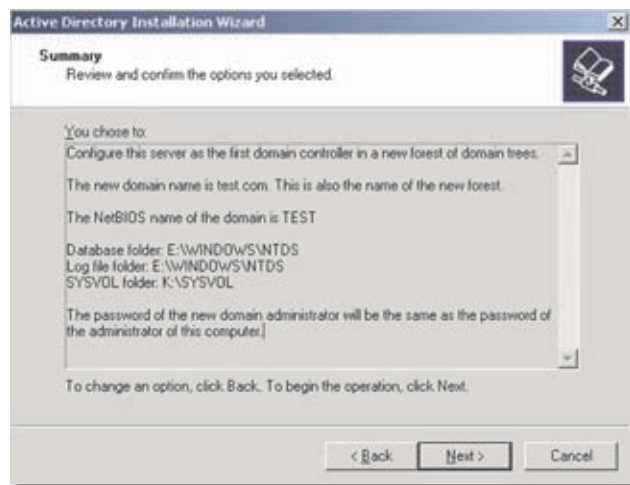 Active Directory Installation Wizard
Summary
Review and confirm the options you selected.
You chose to:
Configure this server as the first domain controller in a new forest of domain trees.
The new domain name is test.com. This is also the name of the new forest.
The NetBIOS name of the domain is TEST
Database folder: E:\WINDOWS\NTDS
Log file folder: E:\WINDOWS\NTDS
SYSVOL folder: K:\SYSVOL
The password of the new domain administrator will be the same as the password of
the administrator of this computer.
To change an option, click Back. To begin the operation, click Next.
< Back
Next >
Cancel